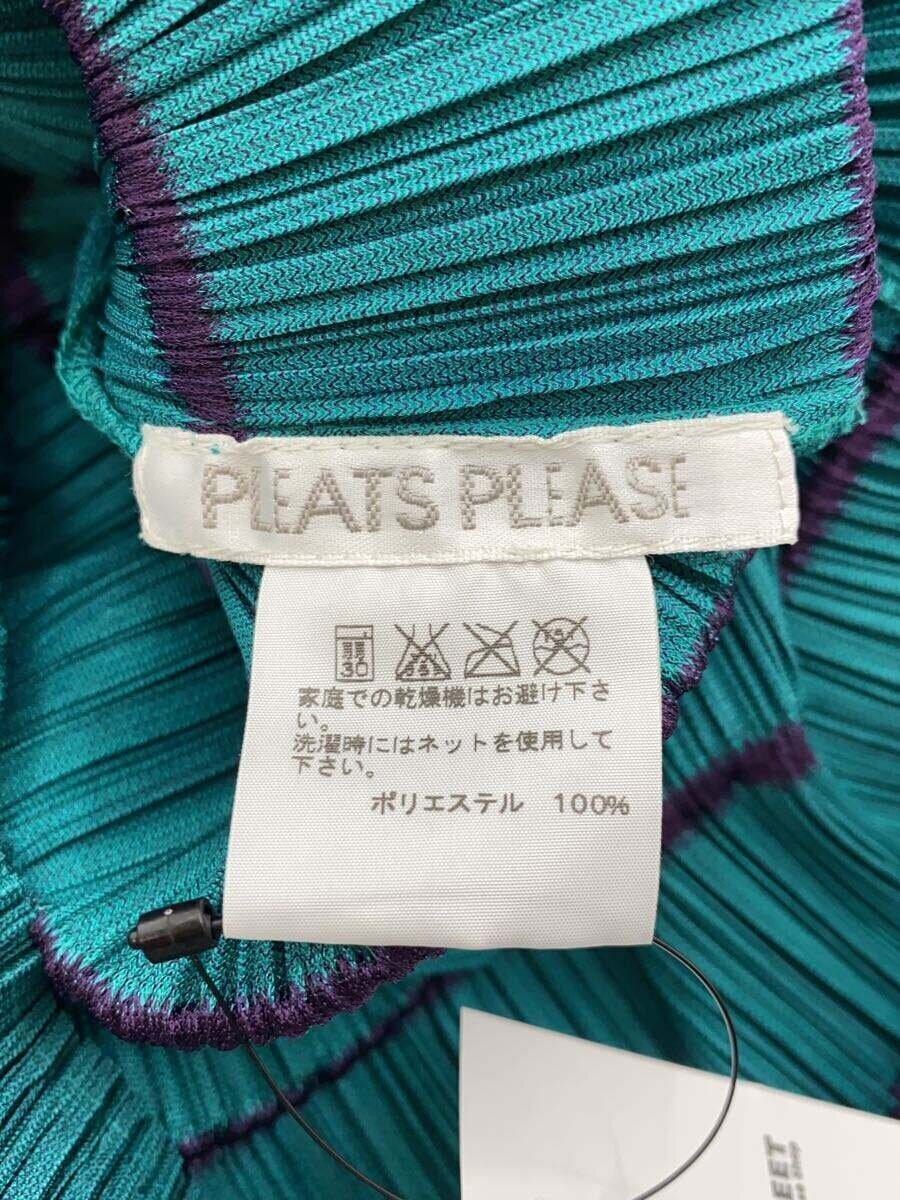 PLEATS PLEASE
30
家庭での乾燥機はお避け下さ
い。
洗濯時にはネットを使用して
下さい。
ポリエステル 100%
EET